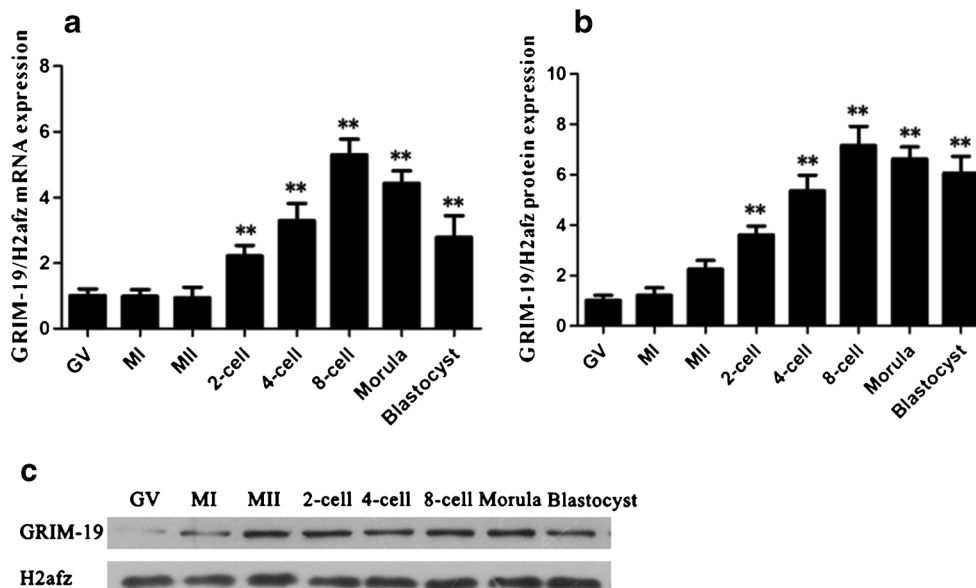 a
GRIM-19/H2afz mRNA expression
8
6
4
2
0
**
**
**
**
**
GV
MI
MII
2-cell
4-cell
8-cell
Morula
Blastocyst
b
GRIM-19/H2afz protein expression
10
8
6
4
2
0
**
**
**
**
**
GV
MI
MII
2-cell
4-cell
8-cell
Morula
Blastocyst
c
GV MI MII 2-cell 4-cell 8-cell Morula Blastocyst
GRIM-19
H2afz